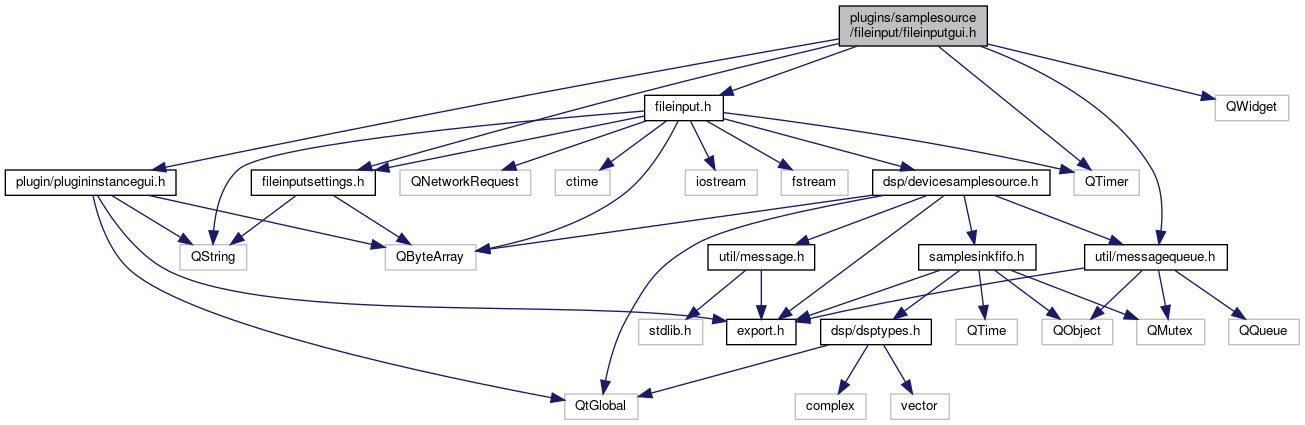 plugins/samplesource
/fileinput/fileinputgui.h
fileinput.h
QWidget
plugin/plugininstancegui.h
fileinputsettings.h
QNetworkRequest
ctime
iostream
fstream
dsp/devicesamplesource.h
QTimer
QString
QByteArray
util/message.h
samplesinkfifo.h
util/messagequeue.h
stdlib.h
export.h
dsp/dsptypes.h
QTime
QObject
QMutex
QQueue
QtGlobal
complex
vector